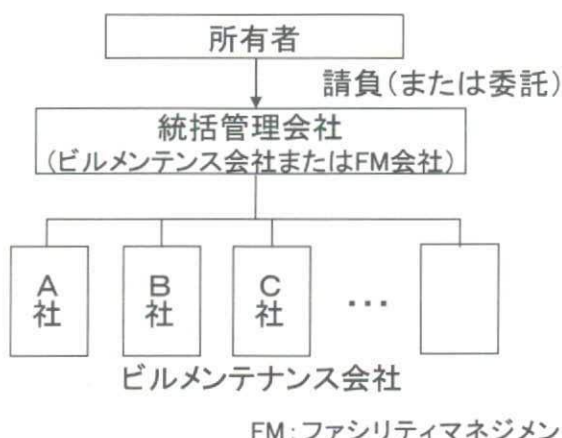 所有者
請負(または委託)
統括管理会社
(ビルメンテンス会社またはFM会社)
A社
B社
C社
…
ビルメンテナンス会社
FM:ファシリティマネジメン